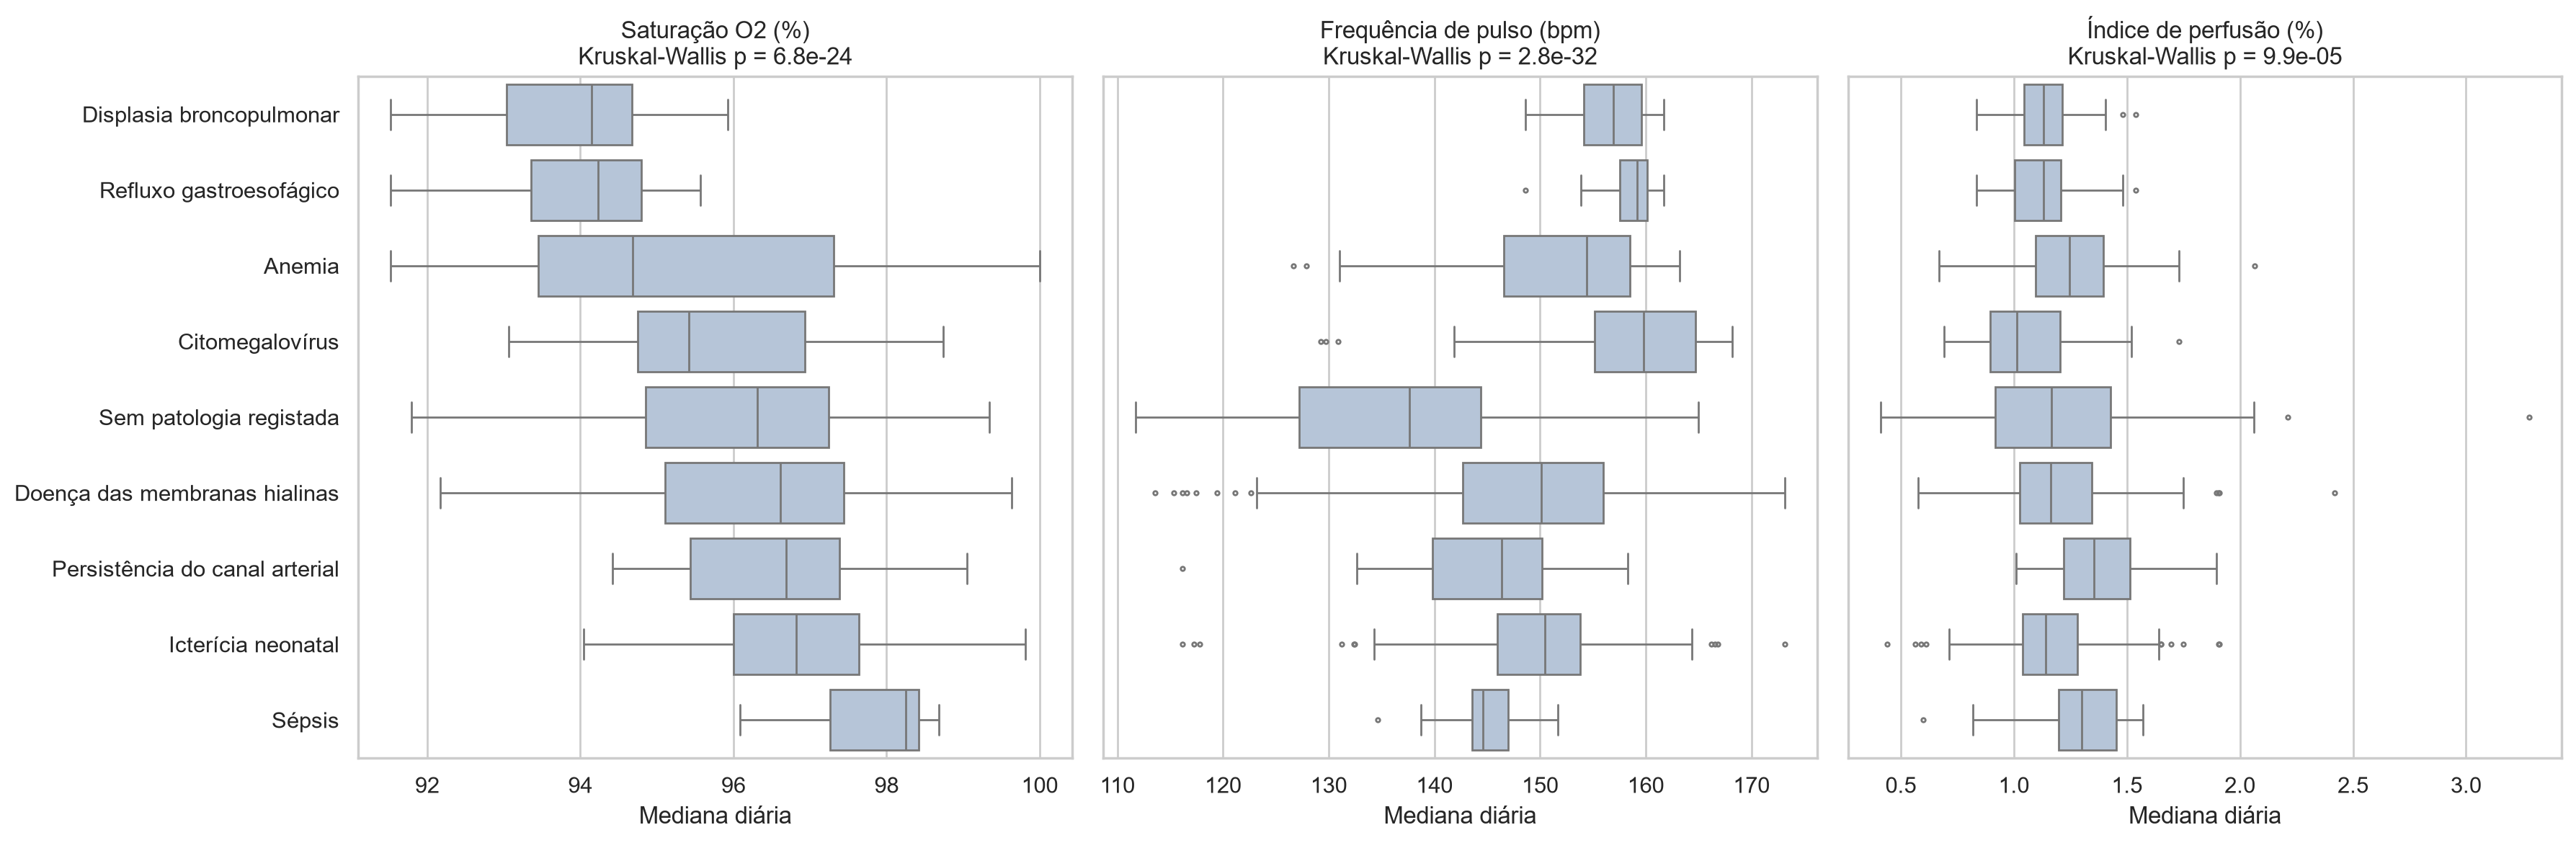 Saturação O2 (%)
Kruskal-Wallis p = 6.8e-24
Frequência de pulso (bpm)
Kruskal-Wallis p = 2.8e-32
Índice de perfusão (%)
Kruskal-Wallis p = 9.9e-05
Displasia broncopulmonar
Refluxo gastroesofágico
Anemia
Citomegalovírus
Sem patologia registada
Doença das membranas hialinas
Persistência do canal arterial
Icterícia neonatal
Sépsis
92 94 96 98 100
Mediana diária
110 120 130 140 150 160 170
Mediana diária
0.5 1.0 1.5 2.0 2.5 3.0
Mediana diária